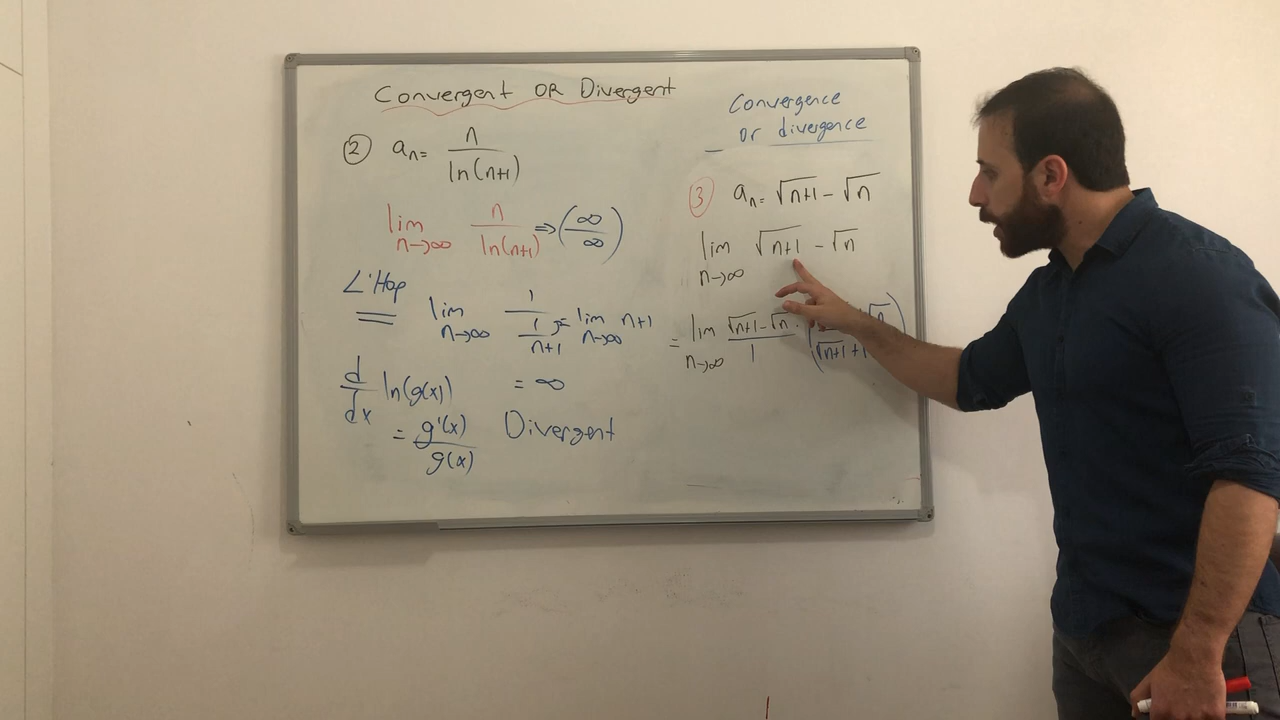 Convergent OR Divergent
② aₙ= n / ln(n+1)
lim n→∞ n / ln(n+1) ⇒ (∞/∞)
L'Hop lim n→∞ 1 / (1/(n+1)) = lim n→∞ n+1
d/dx ln(g(x)) = ∞
= g'(x) / g(x) Divergent
Convergence
or divergence
③ aₙ= √n+1 - √n
lim n→∞ √n+1 - √n
= lim n→∞ (√n+1 - √n) / 1 ·